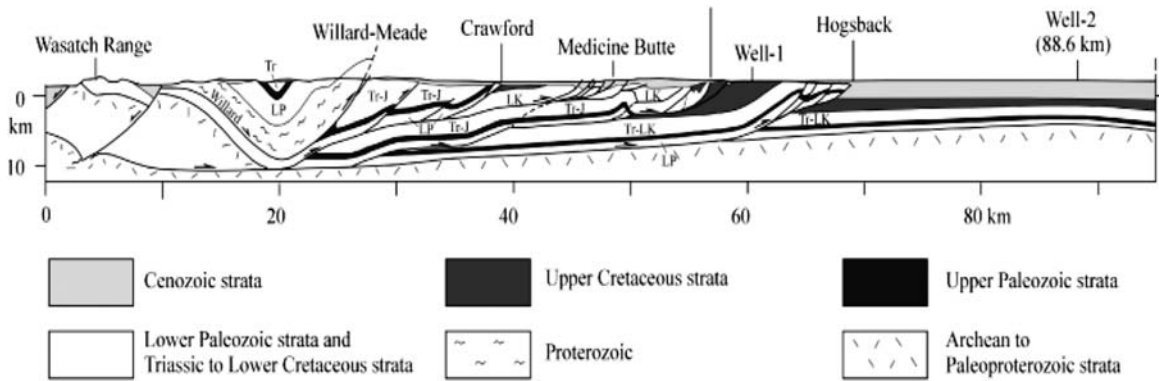 Wasatch Range
Willard-Meade
Crawford
Medicine Butte
Well-1
Hogsback
Well-2
(88.6 km)
Tr
LP
Willard
Tr-J
Tr-J
LK
Tr-J
LK
LP
Tr-J
Tr-LK
Tr-LK
LP
0
km
10
0
20
40
60
80 km
Cenozoic strata
Upper Cretaceous strata
Upper Paleozoic strata
Lower Paleozoic strata and
Triassic to Lower Cretaceous strata
Proterozoic
Archean to
Paleoproterozoic strata